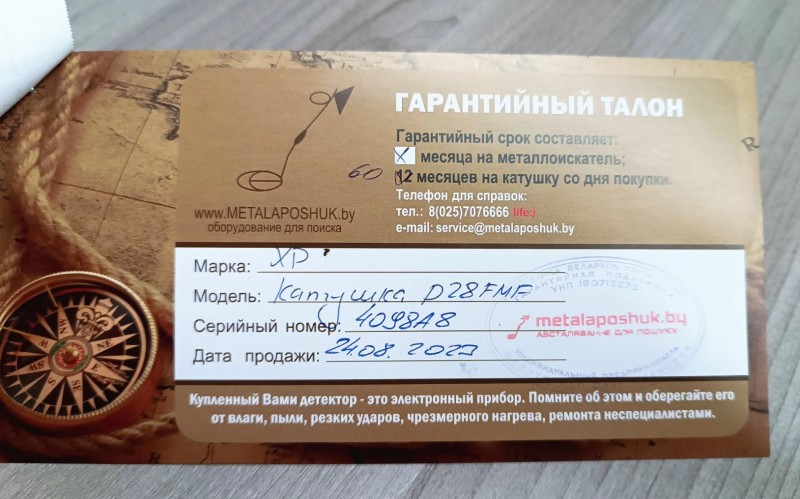 ГАРАНТИЙНЫЙ ТАЛОН
Гарантийный срок составляет:
X месяца на металлоискатель;
60 12 месяцев на катушку со дня покупки.
Телефон для справок:
тел.: 8(025)7076666 life:)
e-mail: service@metalaposhuk.by
www.METALAPOSHUK.by
оборудование для поиска
Марка: XP
Модель: Катушка D28FMF
Серийный номер: 4098A8
Дата продажи: 24.08.2023
УНП 190715275
metalaposhuk.by
АБСТАЛЯВАННЕ ДЛЯ ПОШУКУ
ИНДИВИДУАЛЬНЫЙ
Купленный Вами детектор - это электронный прибор. Помните об этом и оберегайте его
от влаги, пыли, резких ударов, чрезмерного нагрева, ремонта неспециалистами.